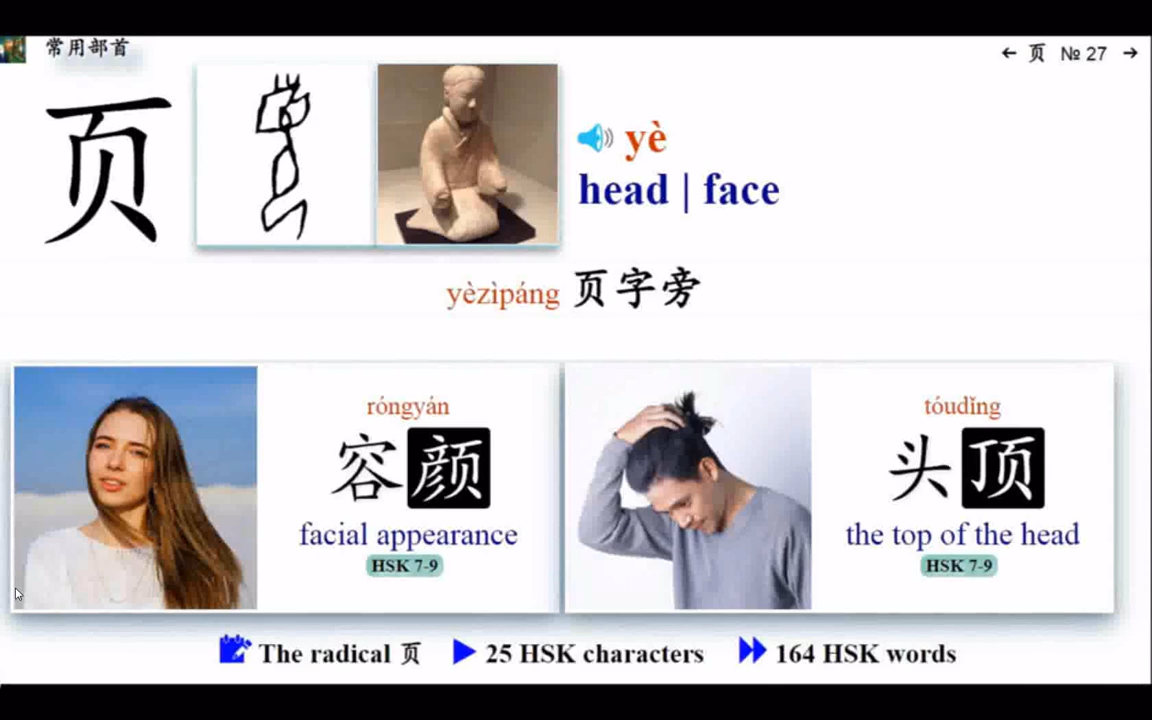 常用部首
← 页 № 27 →
页
yè
head | face
yèzìpáng 页字旁
róngyán
容颜
facial appearance
HSK 7-9
tóudǐng
头顶
the top of the head
HSK 7-9
The radical 页 25 HSK characters 164 HSK words